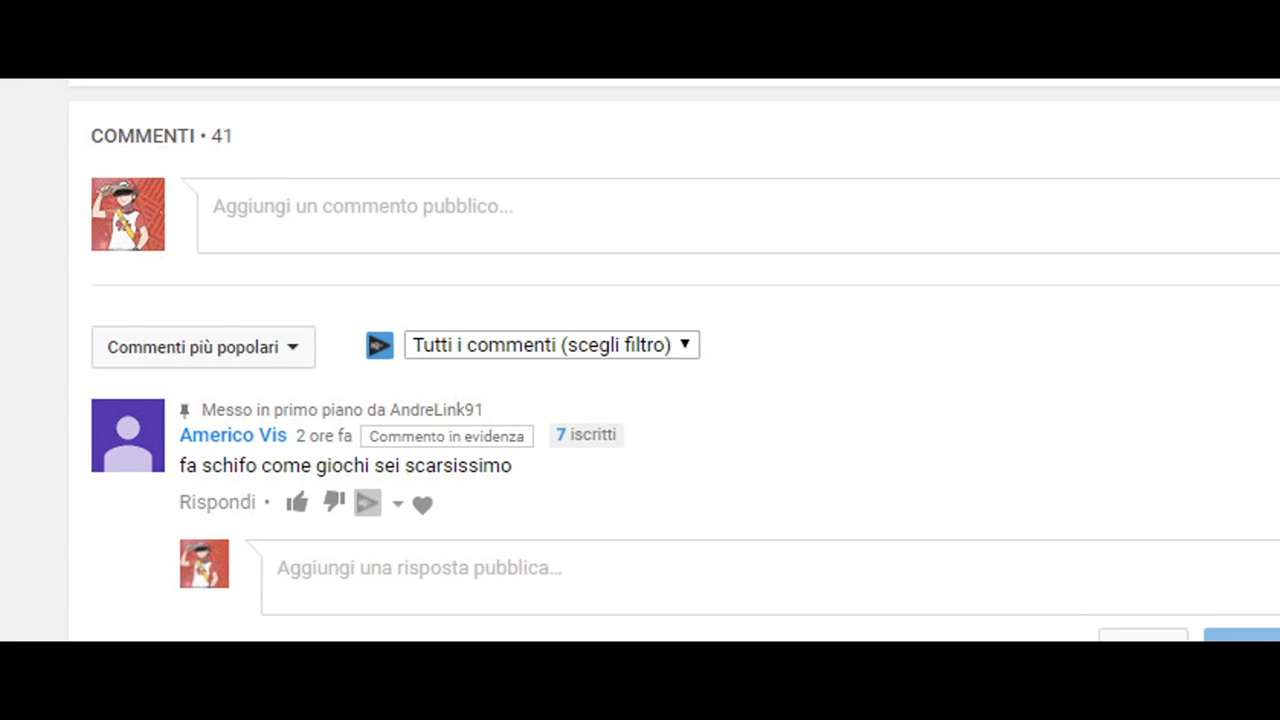 COMMENTI • 41
Aggiungi un commento pubblico...
Commenti più popolari
Tutti i commenti (scegli filtro)
Messo in primo piano da AndreLink91
Americo Vis 2 ore fa Commento in evidenza 7 iscritti
fa schifo come giochi sei scarsissimo
Rispondi •
Aggiungi una risposta pubblica...